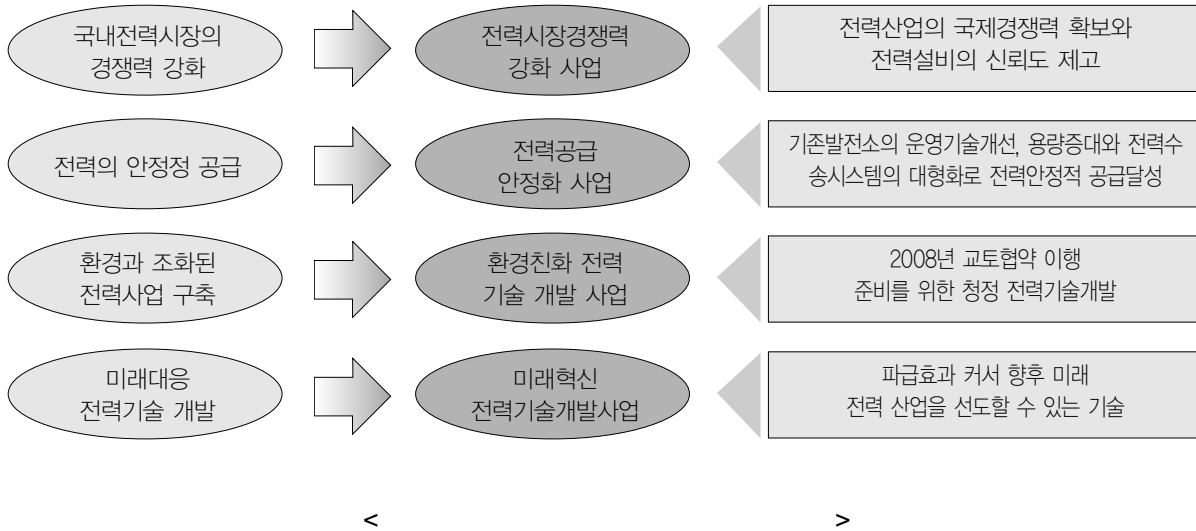 국내전력시장의
경쟁력 강화
전력시장경쟁력
강화 사업
전력산업의 국제경쟁력 확보와
전력설비의 신뢰도 제고
전력의 안정정 공급
전력공급
안정화 사업
기존발전소의 운영기술개선, 용량증대와 전력수
송시스템의 대형화로 전력안정적 공급달성
환경과 조화된
전력사업 구축
환경친화 전력
기술 개발 사업
2008년 교토협약 이행
준비를 위한 청정 전력기술개발
미래대응
전력기술 개발
미래혁신
전력기술개발사업
파급효과 커서 향후 미래
전력 산업을 선도할 수 있는 기술
< >